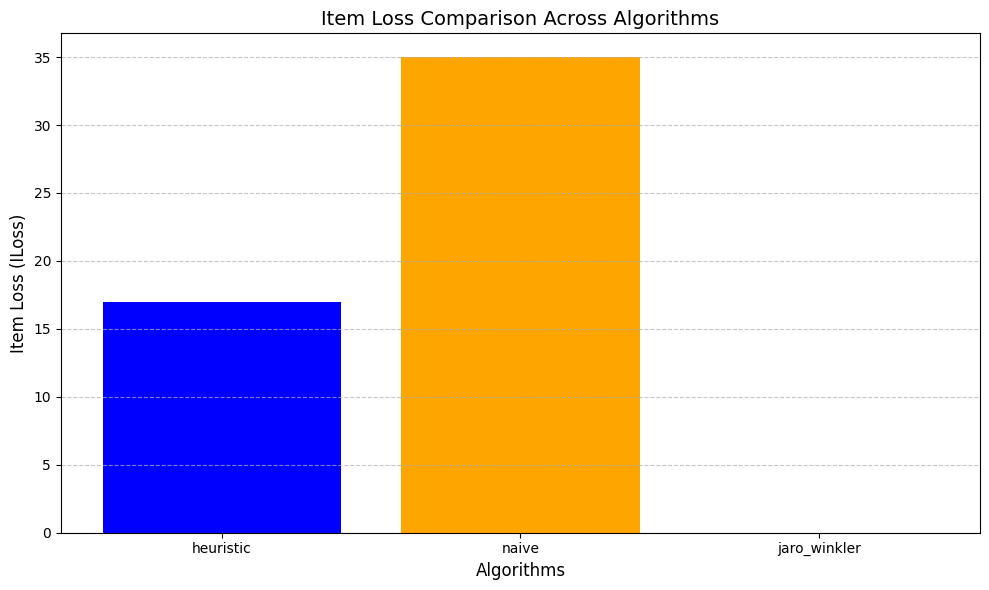 Item Loss Comparison Across Algorithms
Item Loss (ILoss)
35
30
25
20
15
10
5
0
heuristic naive jaro_winkler
Algorithms